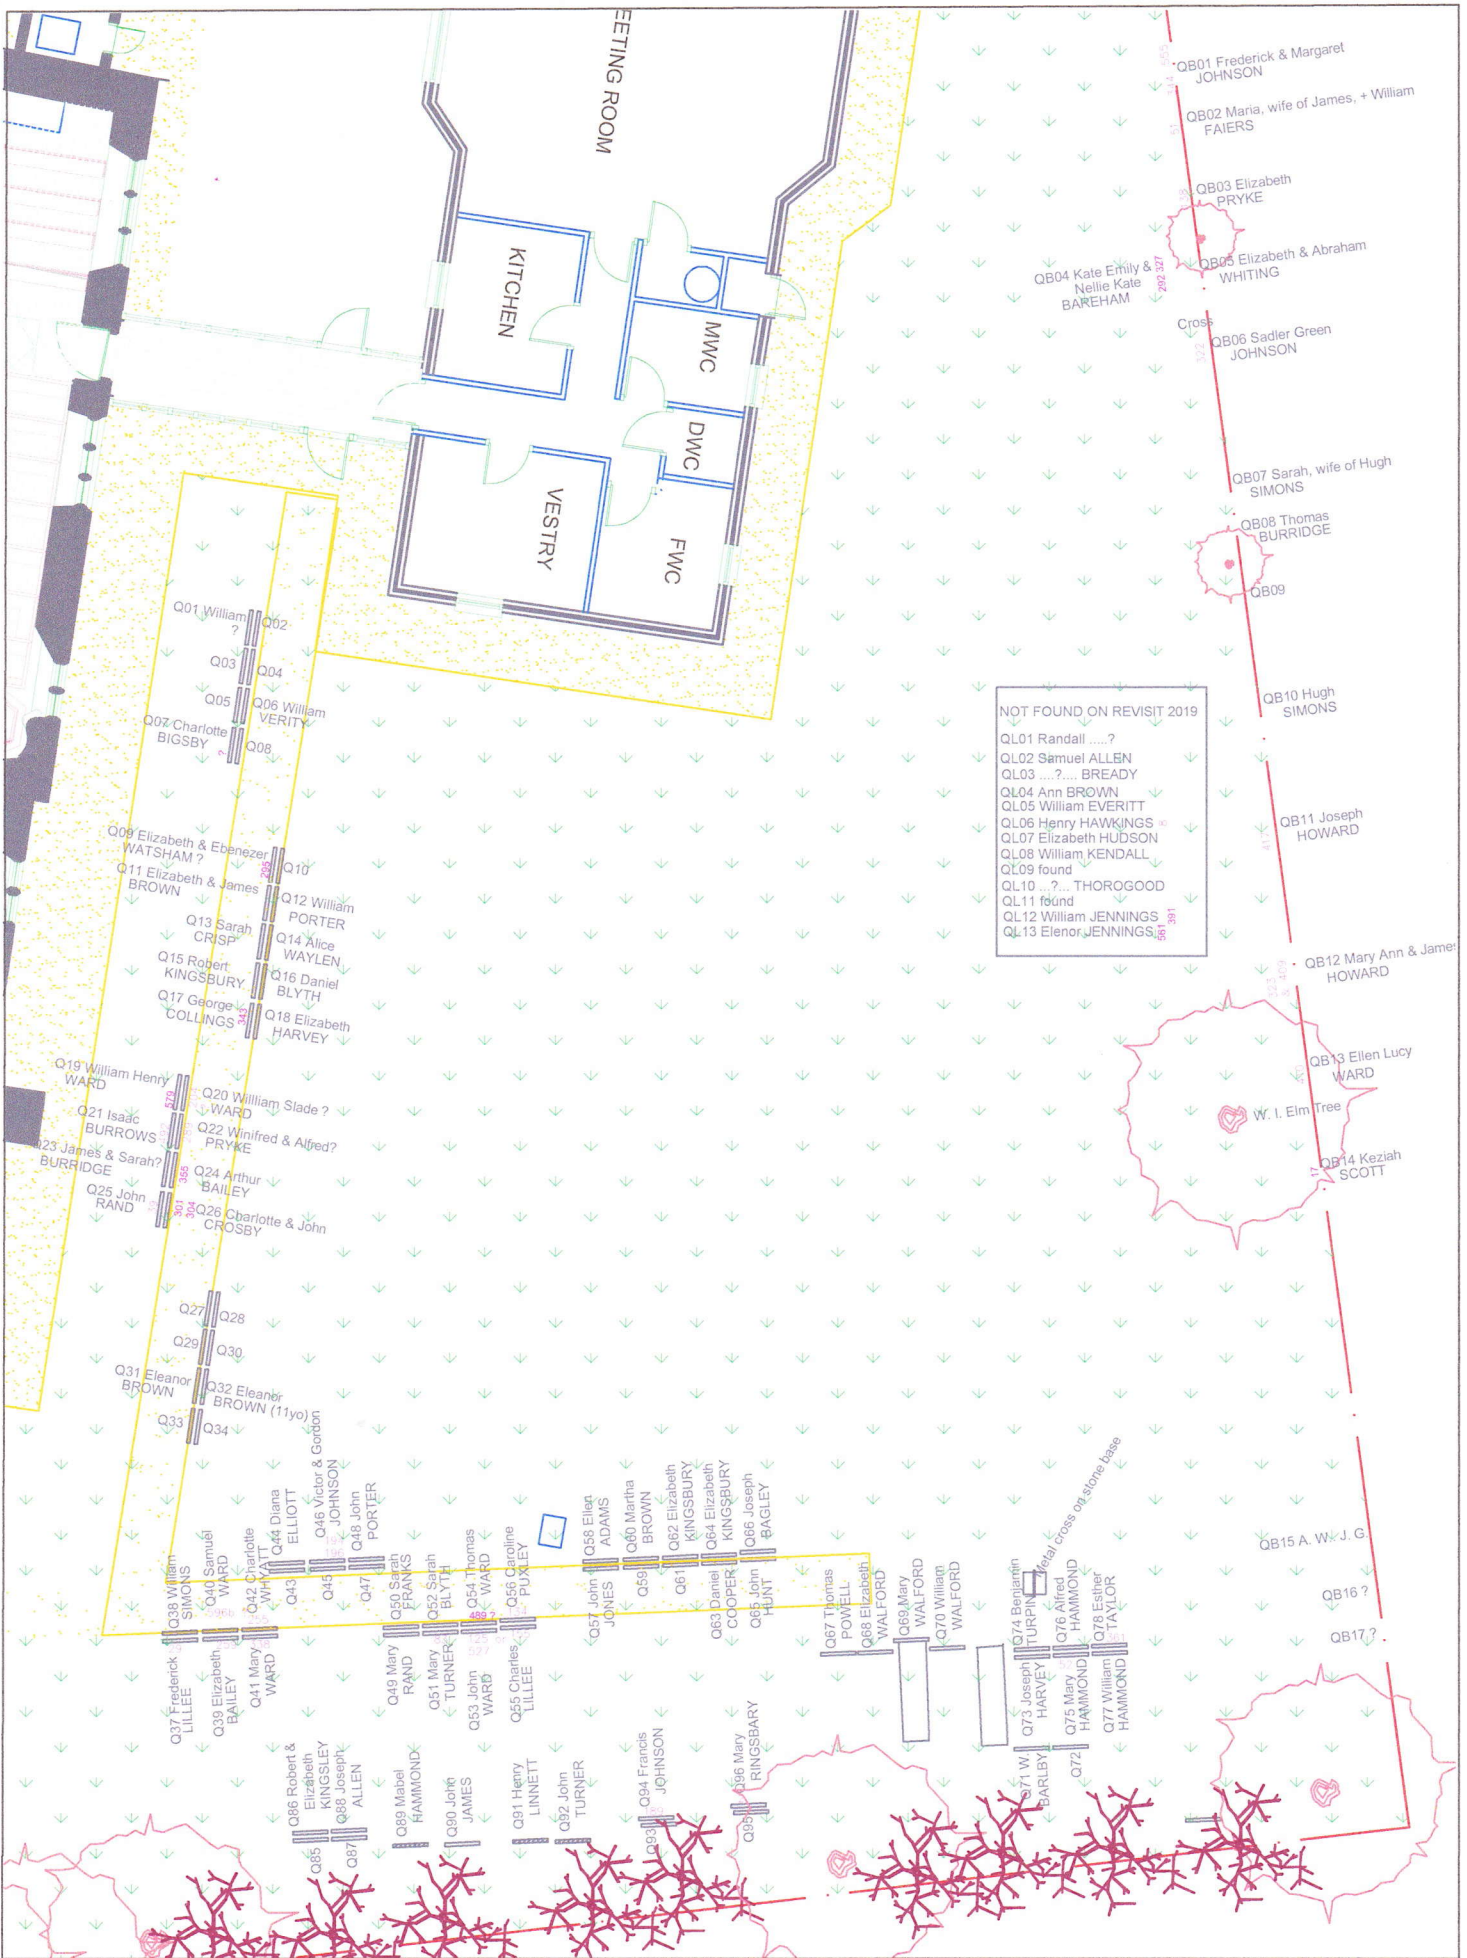 EETING ROOM
KITCHEN
MWC
DWC
VESTRY
FWC
QB01 Frederick & Margaret
JOHNSON
QB02 Maria, wife of James, + William
FAIERS
QB03 Elizabeth
PRYKE
QB04 Kate Emily &
Nellie Kate
BAREHAM
292 327
QB05 Elizabeth & Abraham
WHITING
Cross
QB06 Sadler Green
JOHNSON
322
QB07 Sarah, wife of Hugh
SIMONS
QB08 Thomas
BURRIDGE
QB09
QB10 Hugh
SIMONS
QB11 Joseph
HOWARD
QB12 Mary Ann & James
HOWARD
QB13 Ellen Lucy
WARD
W. I. Elm Tree
QB14 Keziah
SCOTT
17
QB15 A. W. J. G.
QB16 ?
QB17 ?
NOT FOUND ON REVISIT 2019
QL01 Randall .....?
QL02 Samuel ALLEN
QL03 ....?.... BREADY
QL04 Ann BROWN
QL05 William EVERITT
QL06 Henry HAWKINGS
QL07 Elizabeth HUDSON
QL08 William KENDALL
QL09 found
QL10 ...?... THOROGOOD
QL11 found
QL12 William JENNINGS
QL13 Elenor JENNINGS
561 391
Q01 William
?
Q02
Q03
Q04
Q05
Q06 William
VERITY
Q07 Charlotte
BIGSBY
?
Q08
Q09 Elizabeth & Ebenezer
WATSHAM ?
295
Q10
Q11 Elizabeth & James
BROWN
Q12 William
PORTER
Q13 Sarah
CRISP
Q14 Alice
WAYLEN
Q15 Robert
KINGSBURY
Q16 Daniel
BLYTH
Q17 George
COLLINGS
343
Q18 Elizabeth
HARVEY
Q19 William Henry
WARD
579
Q20 Willliam Slade ?
WARD
Q21 Isaac
BURROWS
Q22 Winifred & Alfred?
PRYKE
Q23 James & Sarah?
BURRIDGE
355
Q24 Arthur
BAILEY
Q25 John
RAND
301
304
Q26 Charlotte & John
CROSBY
Q27
Q28
Q29
Q30
Q31 Eleanor
BROWN
Q32 Eleanor
BROWN (11yo)
Q33
Q34
Q38 William
SIMONS
Q40 Samuel
WARD
Q42 Charlotte
WHYATT
Q44 Diana
ELLIOTT
Q43
Q46 Victor & Gordon
JOHNSON
Q45
Q48 John
PORTER
Q47
Q50 Sarah
FRANKS
Q52 Sarah
BLYTH
Q54 Thomas
WARD
489 ?
Q56 Caroline
PUXLEY
Q58 Ellen
ADAMS
Q60 Martha
BROWN
Q62 Elizabeth
KINGSBURY
Q64 Elizabeth
KINGSBURY
Q66 Joseph
BAGLEY
Q37 Frederick
LILLEE
Q39 Elizabeth
BAILEY
Q41 Mary
WARD
Q49 Mary
RAND
Q51 Mary
TURNER
Q53 John
WARD
Q55 Charles
LILLEE
Q57 John
JONES
Q59
Q61
Q63 Daniel
COOPER
Q65 John
HUNT
Q67 Thomas
POWELL
Q68 Elizabeth
WALFORD
Q69 Mary
WALFORD
Q70 William
WALFORD
Metal cross on stone base
Q74 Benjamin
TURPIN
Q76 Alfred
HAMMOND
Q78 Esther
TAYLOR
Q73 Joseph
HARVEY
Q75 Mary
HAMMOND
Q77 William
HAMMOND
Q71 W.
BARLBY
Q72
Q86 Robert &
Elizabeth
KINGSLEY
Q85
Q88 Joseph
ALLEN
Q87
Q89 Mabel
HAMMOND
Q90 John
JAMES
Q91 Henry
LINNETT
Q92 John
TURNER
Q94 Francis
JOHNSON
Q93
Q96 Mary
RINGSBARY
Q95